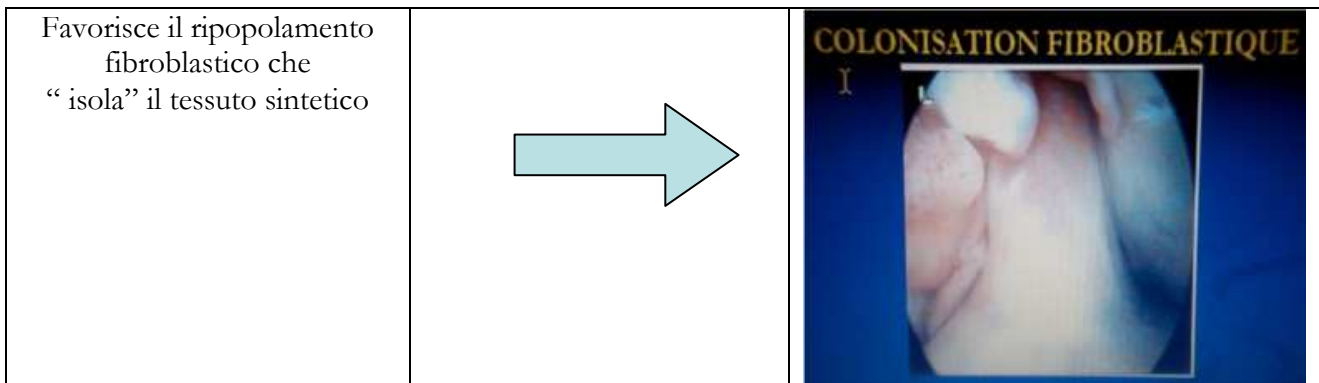 Favorisce il ripopolamento
fibroblastico che
“ isola” il tessuto sintetico
COLONISATION FIBROBLASTIQUE